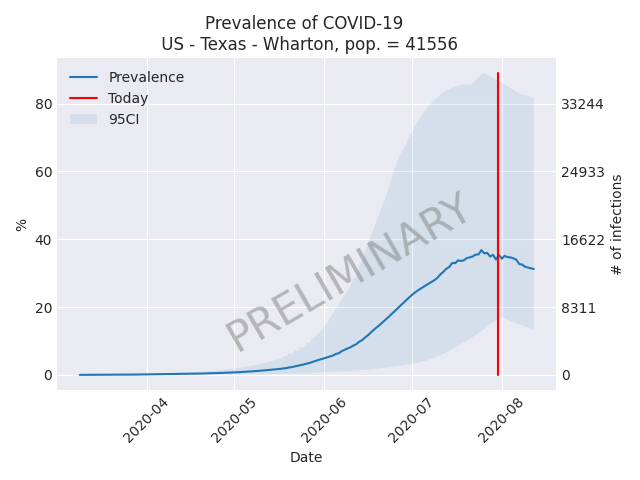 Prevalence of COVID-19
US - Texas - Wharton, pop. = 41556
Prevalence
Today
95CI
80
60
40
20
0
%
33244
24933
16622
8311
0
# of infections
PRELIMINARY
2020-04
2020-05
2020-06
2020-07
2020-08
Date